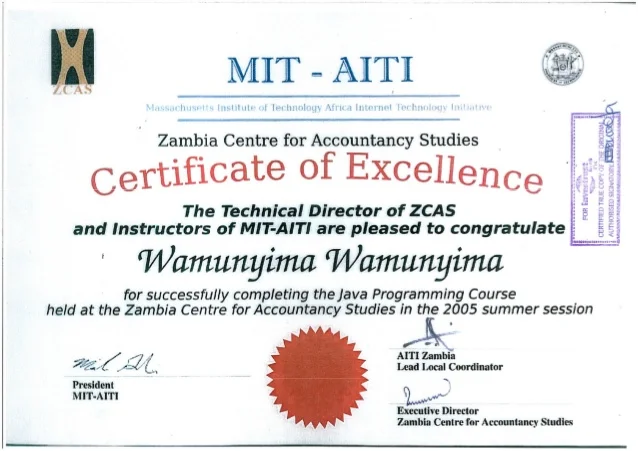 ZCAS
MIT - AITI
Massachusetts Institute of Technology Africa Internet Technology Initiative
Zambia Centre for Accountancy Studies
Certificate of Excellence
The Technical Director of ZCAS
and Instructors of MIT-AITI are pleased to congratulate
Wamunyima Wamunyima
for successfully completing the Java Programming Course
held at the Zambia Centre for Accountancy Studies in the 2005 summer session
AITI Zambia
Lead Local Coordinator
President
MIT-AITI
Executive Director
Zambia Centre for Accountancy Studies
CERTIFIED TRUE COPY OF THE ORIGINAL
AUTHORISED SIGNATORY